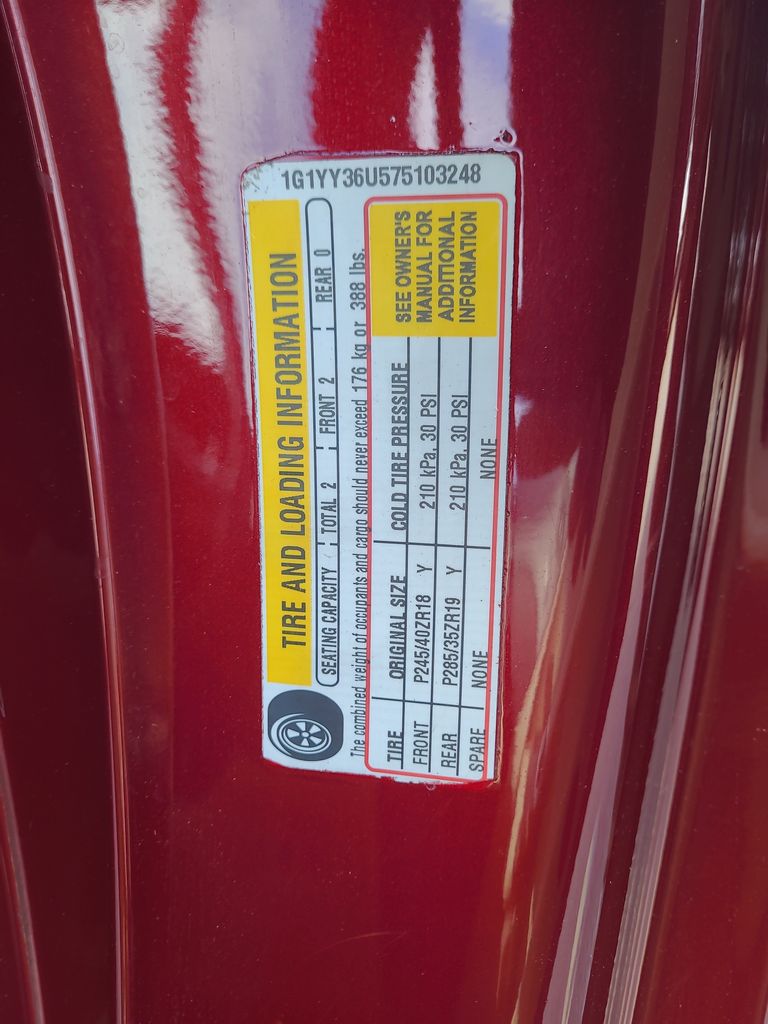 1G1YY36U575103248
TIRE AND LOADING INFORMATION
SEATING CAPACITY TOTAL 2 FRONT 2 REAR 0
The combined weight of occupants and cargo should never exceed 176 kg or 388 lbs.
TIRE ORIGINAL SIZE COLD TIRE PRESSURE
FRONT P245/40ZR18 Y 210 kPa, 30 PSI
REAR P285/35ZR19 Y 210 kPa, 30 PSI
SPARE NONE NONE
SEE OWNER'S
MANUAL FOR
ADDITIONAL
INFORMATION